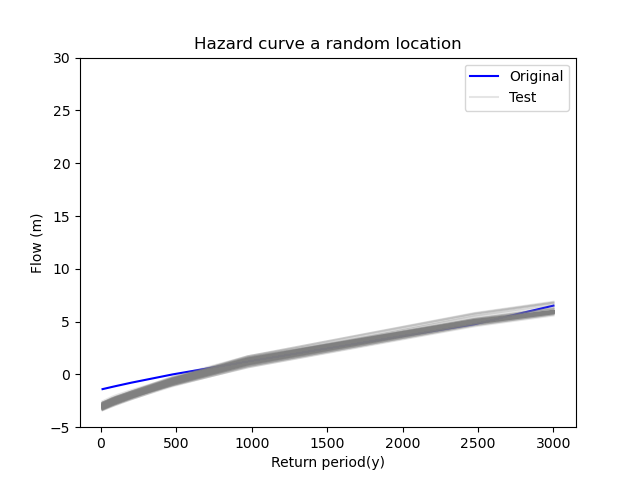 Hazard curve a random location
Original
Test
30
25
20
15
10
5
0
−5
Flow (m)
0 500 1000 1500 2000 2500 3000
Return period(y)